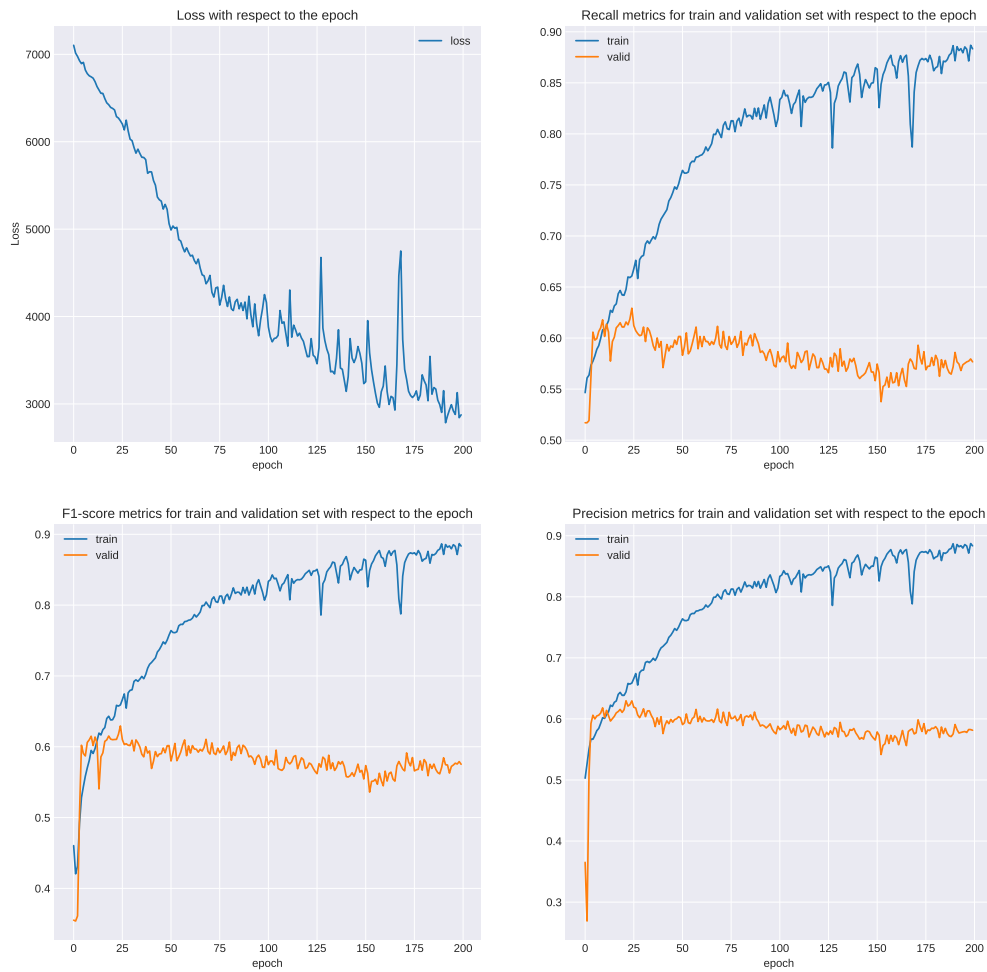 Loss with respect to the epoch
loss
7000
6000
5000
4000
3000
Loss
0 25 50 75 100 125 150 175 200
epoch
Recall metrics for train and validation set with respect to the epoch
train
valid
0.90
0.85
0.80
0.75
0.70
0.65
0.60
0.55
0.50
0 25 50 75 100 125 150 175 200
epoch
F1-score metrics for train and validation set with respect to the epoch
train
valid
0.9
0.8
0.7
0.6
0.5
0.4
0 25 50 75 100 125 150 175 200
epoch
Precision metrics for train and validation set with respect to the epoch
train
valid
0.9
0.8
0.7
0.6
0.5
0.4
0.3
0 25 50 75 100 125 150 175 200
epoch